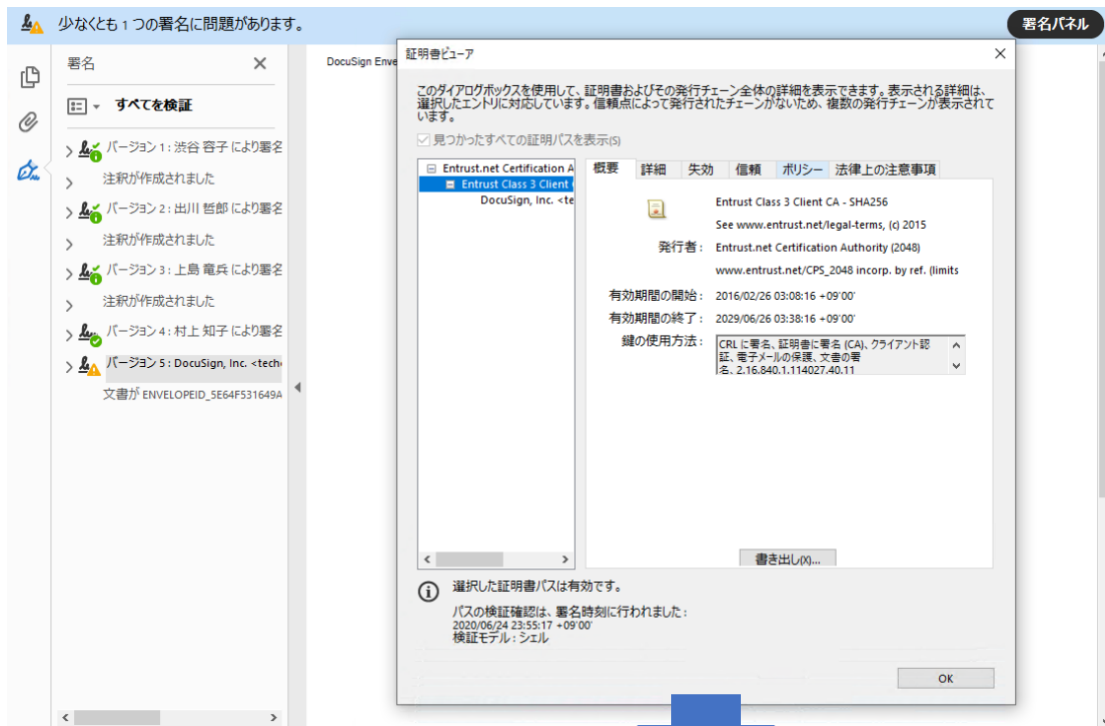 少なくとも 1 つの署名に問題があります。
署名パネル
署名
すべてを検証
バージョン 1 : 渋谷 容子 により署名
注釈が作成されました
バージョン 2 : 出川 哲郎 により署名
注釈が作成されました
バージョン 3 : 上島 竜兵 により署名
注釈が作成されました
バージョン 4 : 村上 知子 により署名
バージョン 5 : DocuSign, Inc. <tech
文書が ENVELOPEID_5E64F531649A
DocuSign Enve
証明書ビューア
このダイアログボックスを使用して、証明書およびその発行チェーン全体の詳細を表示できます。表示される詳細は、
選択したエントリに対応しています。信頼点によって発行されたチェーンがないため、複数の発行チェーンが表示されて
います。
見つかったすべての証明パスを表示(S)
Entrust.net Certification A
Entrust Class 3 Client
DocuSign, Inc. <te
概要 詳細 失効 信頼 ポリシー 法律上の注意事項
Entrust Class 3 Client CA - SHA256
See www.entrust.net/legal-terms, (c) 2015
発行者 : Entrust.net Certification Authority (2048)
www.entrust.net/CPS_2048 incorp. by ref. (limits
有効期間の開始 : 2016/02/26 03:08:16 +09'00'
有効期間の終了 : 2029/06/26 03:38:16 +09'00'
鍵の使用方法 : CRL に署名、証明書に署名 (CA)、クライアント認
証、電子メールの保護、文書の署
名、2.16.840.1.114027.40.11
書き出し(X)...
選択した証明書パスは有効です。
パスの検証確認は、署名時刻に行われました :
2020/06/24 23:55:17 +09'00'
検証モデル : シェル
OK